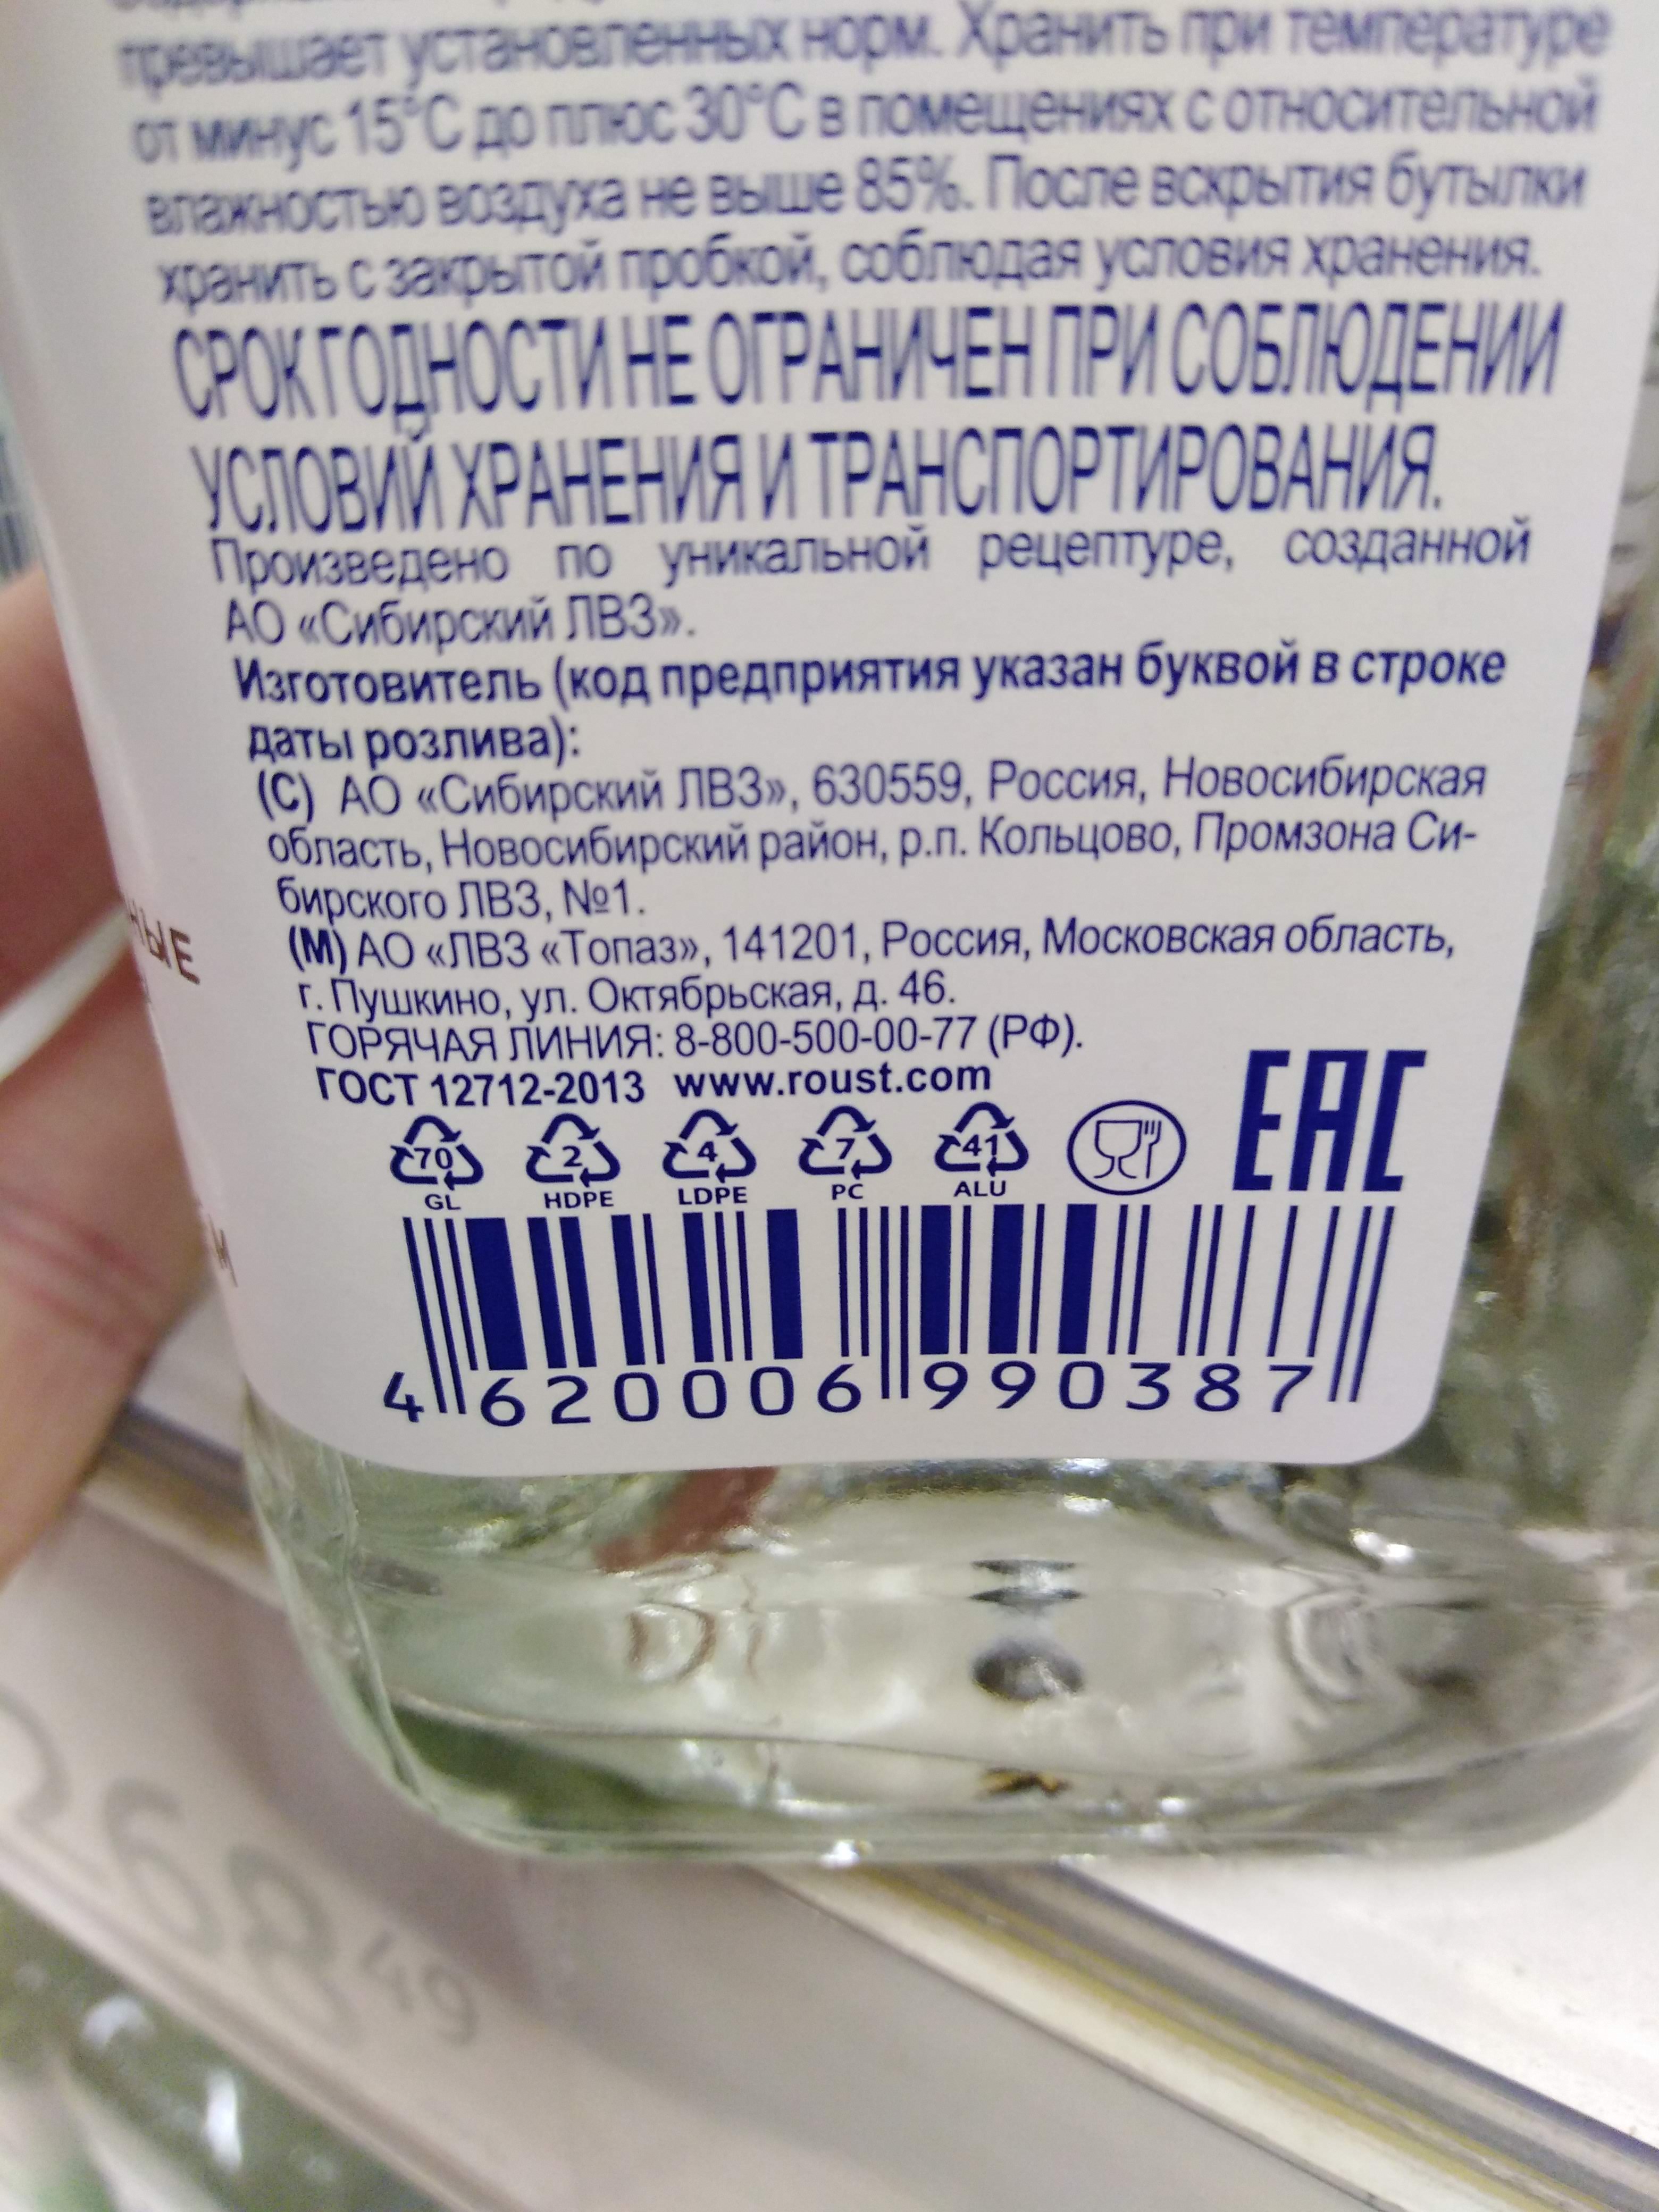 превышает установленных норм. Хранить при температуре
от минус 15°С до плюс 30°С в помещениях с относительной
влажностью воздуха не выше 85%. После вскрытия бутылки
хранить с закрытой пробкой, соблюдая условия хранения.
СРОК ГОДНОСТИ НЕ ОГРАНИЧЕН ПРИ СОБЛЮДЕНИИ
УСЛОВИЙ ХРАНЕНИЯ И ТРАНСПОРТИРОВАНИЯ.
Произведено по уникальной рецептуре, созданной
АО «Сибирский ЛВЗ».
Изготовитель (код предприятия указан буквой в строке
даты розлива):
(С) АО «Сибирский ЛВЗ», 630559, Россия, Новосибирская
область, Новосибирский район, р.п. Кольцово, Промзона Си-
бирского ЛВЗ, №1.
(М) АО «ЛВЗ «Топаз», 141201, Россия, Московская область,
г. Пушкино, ул. Октябрьская, д. 46.
ГОРЯЧАЯ ЛИНИЯ: 8-800-500-00-77 (РФ).
ГОСТ 12712-2013 www.roust.com
EAC
70 2 4 7 41
GL HDPE LDPE PC ALU
4 620006 990387
268 49